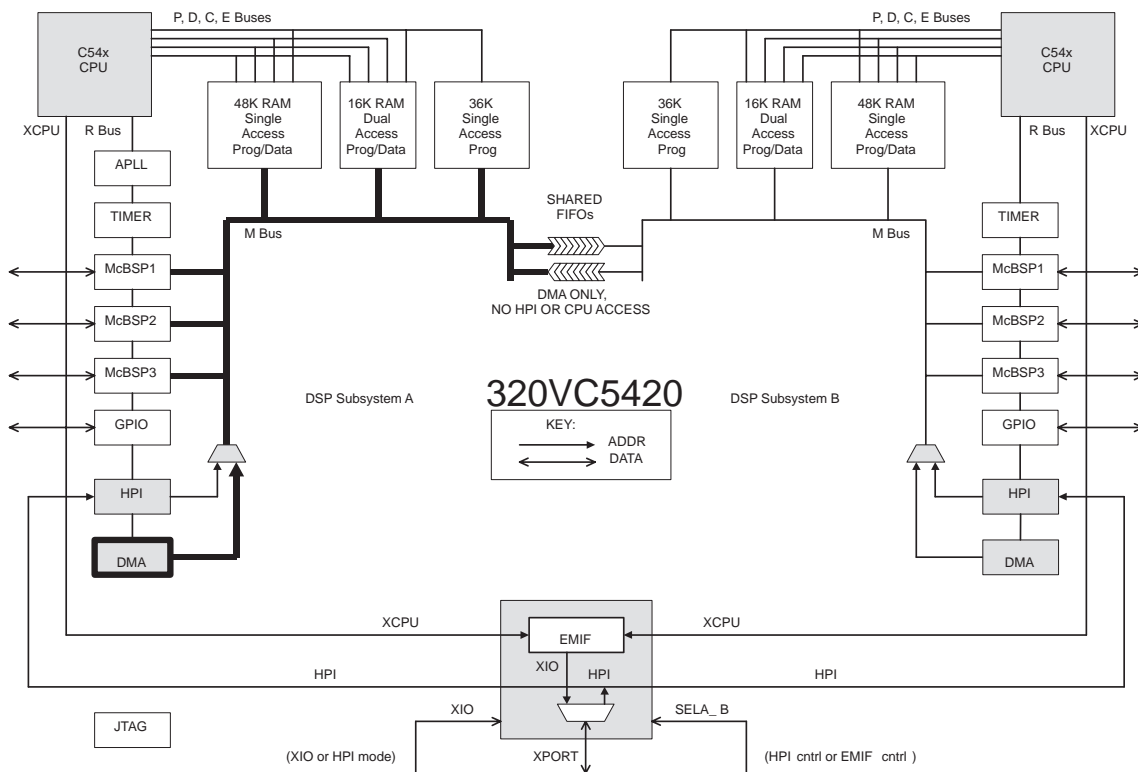 P, D, C, E Buses
P, D, C, E Buses
C54x
CPU
C54x
CPU
48K RAM
Single
Access
Prog/Data
16K RAM
Dual
Access
Prog/Data
36K
Single
Access
Prog
36K
Single
Access
Prog
16K RAM
Dual
Access
Prog/Data
48K RAM
Single
Access
Prog/Data
XCPU
R Bus
R Bus
XCPU
APLL
TIMER
M Bus
SHARED
FIFOs
M Bus
TIMER
McBSP1
McBSP1
DMA ONLY,
NO HPI OR CPU ACCESS
McBSP2
McBSP2
McBSP3
McBSP3
DSP Subsystem A
320VC5420
DSP Subsystem B
GPIO
GPIO
KEY:
ADDR
DATA
HPI
HPI
DMA
DMA
XCPU
EMIF
XCPU
XIO
HPI
HPI
HPI
JTAG
XIO
SELA_ B
(XIO or HPI mode)
XPORT
(HPI cntrl or EMIF cntrl )